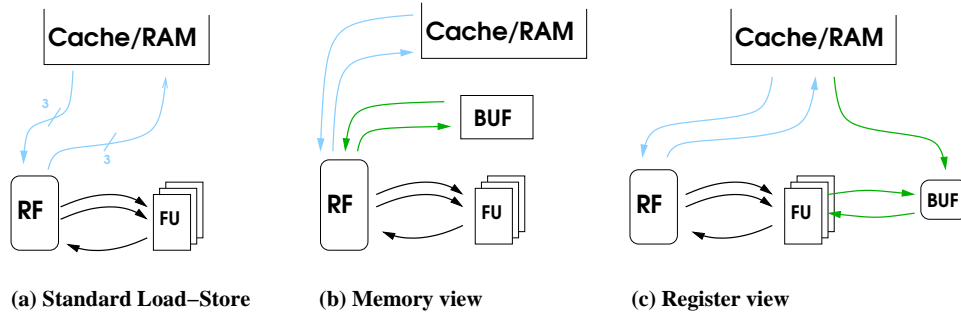 Cache/RAM
3
3
RF
FU
(a) Standard Load–Store
Cache/RAM
BUF
RF
FU
(b) Memory view
Cache/RAM
RF
FU
BUF
(c) Register view